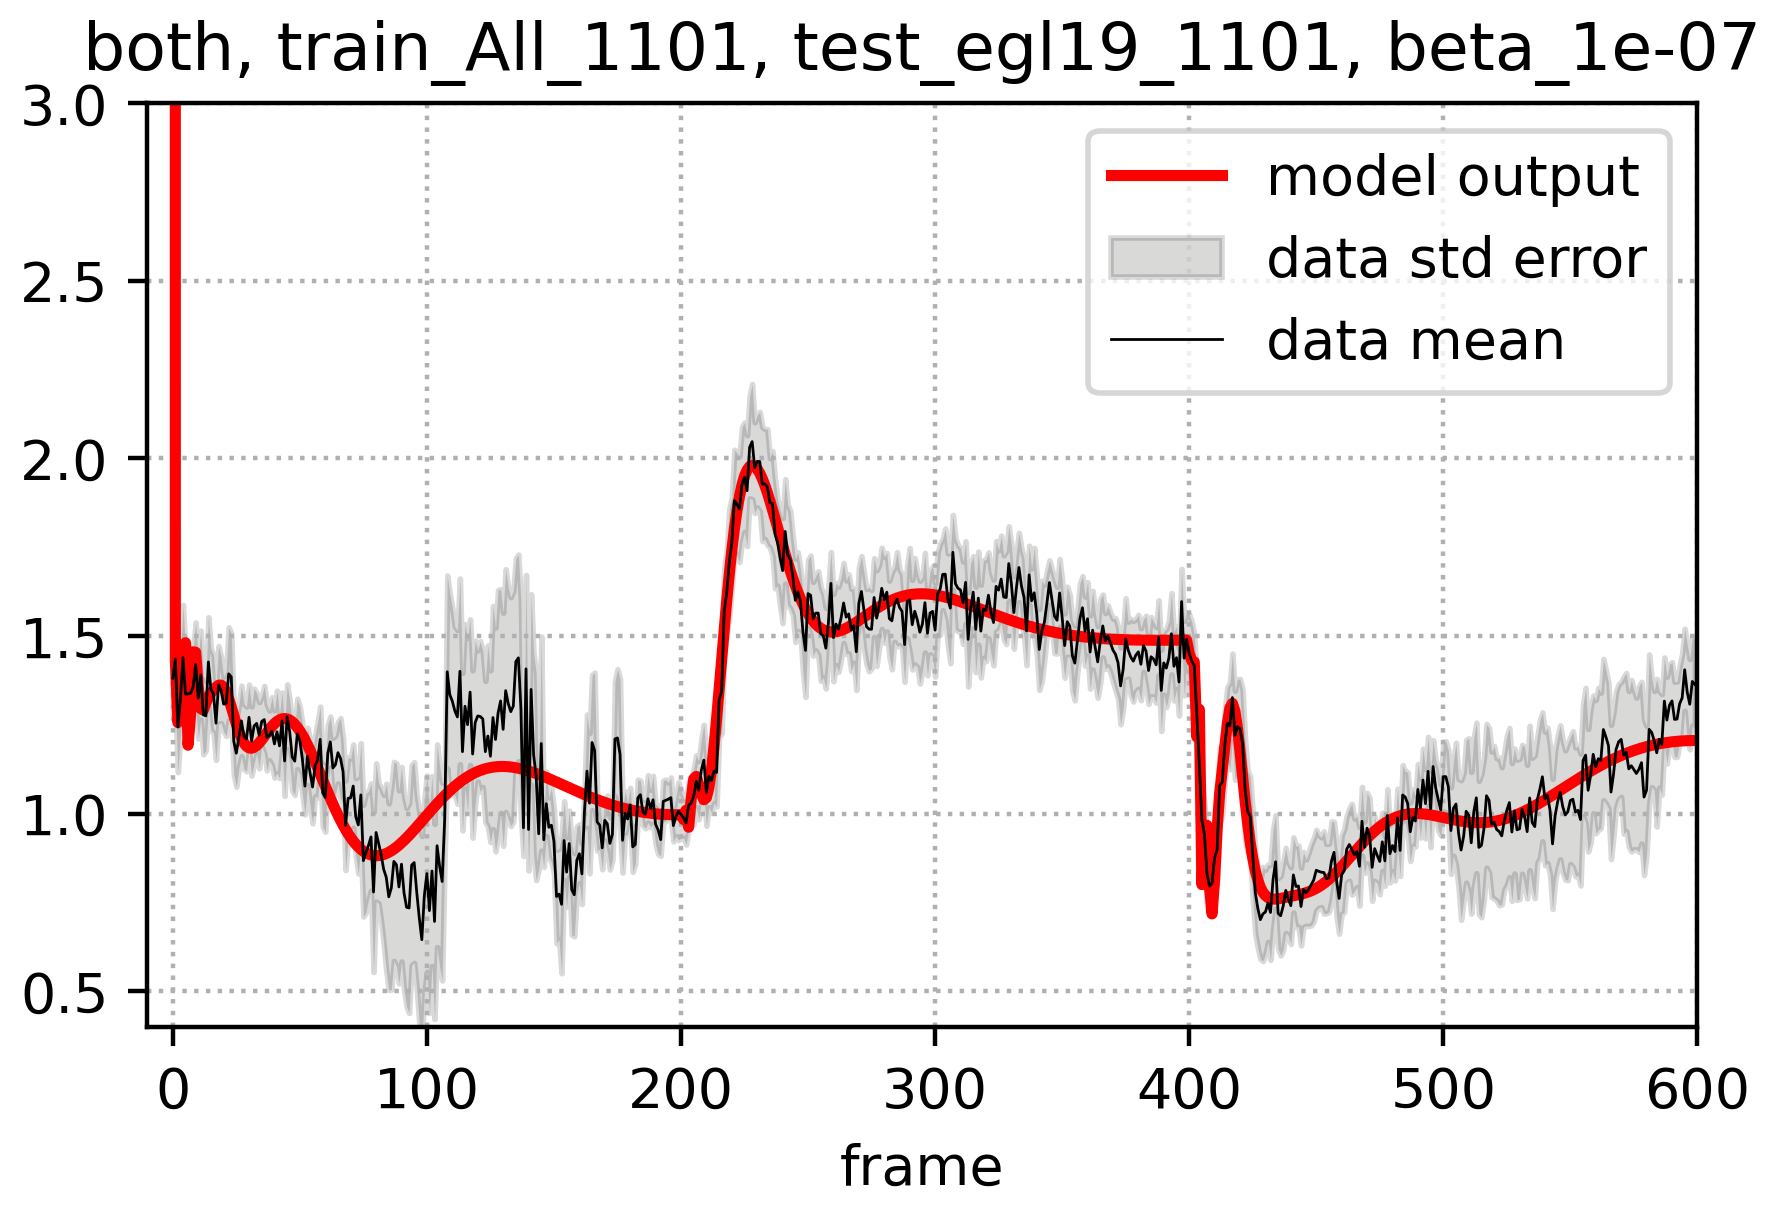 both, train_All_1101, test_egl19_1101, beta_1e-07
3.0
2.5
2.0
1.5
1.0
0.5
model output
data std error
data mean
0 100 200 300 400 500 600
frame